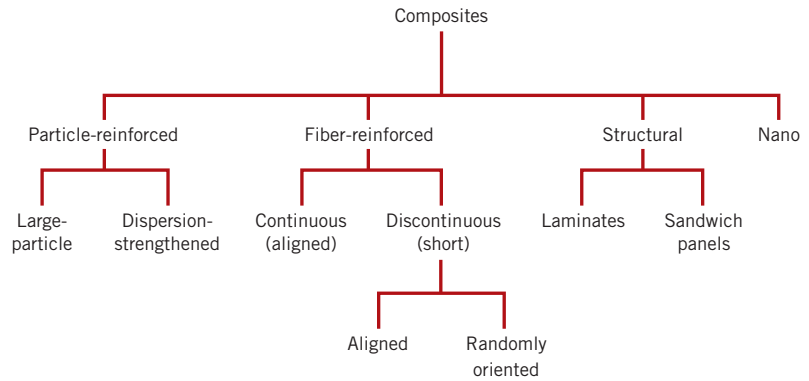 Composites
Particle-reinforced
Fiber-reinforced
Structural
Nano
Large-
particle
Dispersion-
strengthened
Continuous
(aligned)
Discontinuous
(short)
Laminates
Sandwich
panels
Aligned
Randomly
oriented